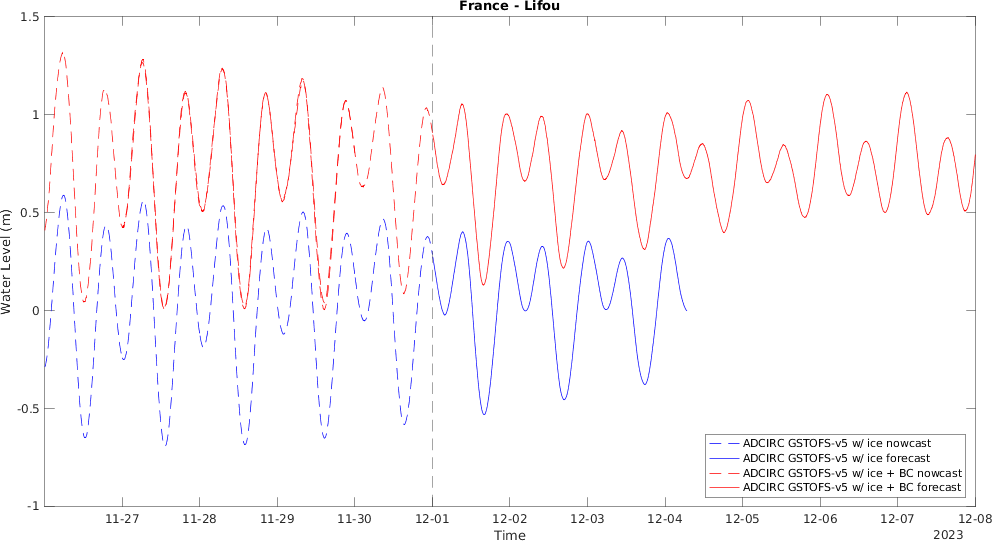 France - Lifou
Water Level (m)
1.5
1
0.5
0
-0.5
-1
11-27
11-28
11-29
11-30
12-01
12-02
12-03
12-04
12-05
12-06
12-07
12-08
Time
2023
ADCIRC GSTOFS-v5 w/ ice nowcast
ADCIRC GSTOFS-v5 w/ ice forecast
ADCIRC GSTOFS-v5 w/ ice + BC nowcast
ADCIRC GSTOFS-v5 w/ ice + BC forecast